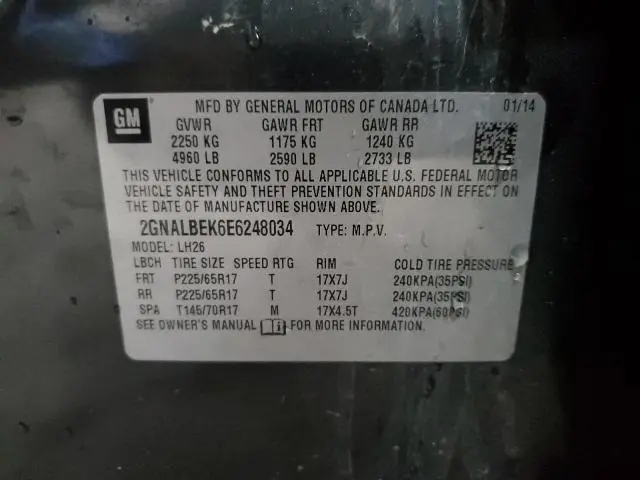 GM
MFD BY GENERAL MOTORS OF CANADA LTD. 01/14
GVWR GAWR FRT GAWR RR
2250 KG 1175 KG 1240 KG
4960 LB 2590 LB 2733 LB
THIS VEHICLE CONFORMS TO ALL APPLICABLE U.S. FEDERAL MOTOR
VEHICLE SAFETY AND THEFT PREVENTION STANDARDS IN EFFECT ON
THE DATE OF MANUFACTURE SHOWN ABOVE.
2GNALBEK6E6248034 TYPE: M.P.V.
MODEL: LH26
LBCH TIRE SIZE SPEED RTG RIM COLD TIRE PRESSURE
FRT P225/65R17 T 17X7J 240KPA(35PSI)
RR P225/65R17 T 17X7J 240KPA(35PSI)
SPA T145/70R17 M 17X4.5T 420KPA(60PSI)
SEE OWNER'S MANUAL FOR MORE INFORMATION.